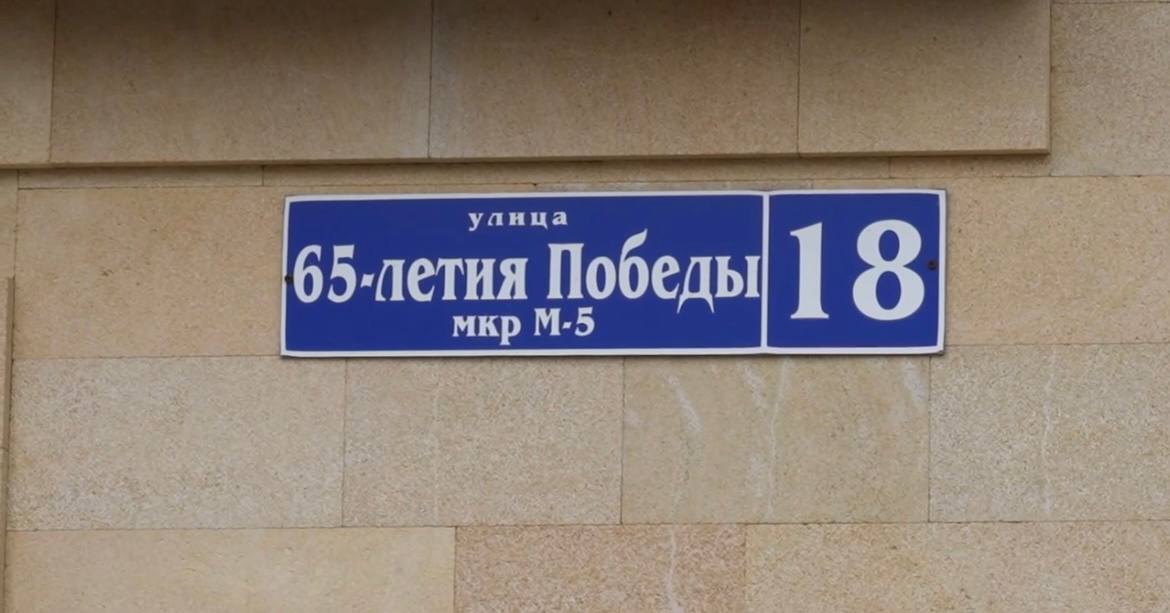 улица
65-летия Победы
мкр М-5
18